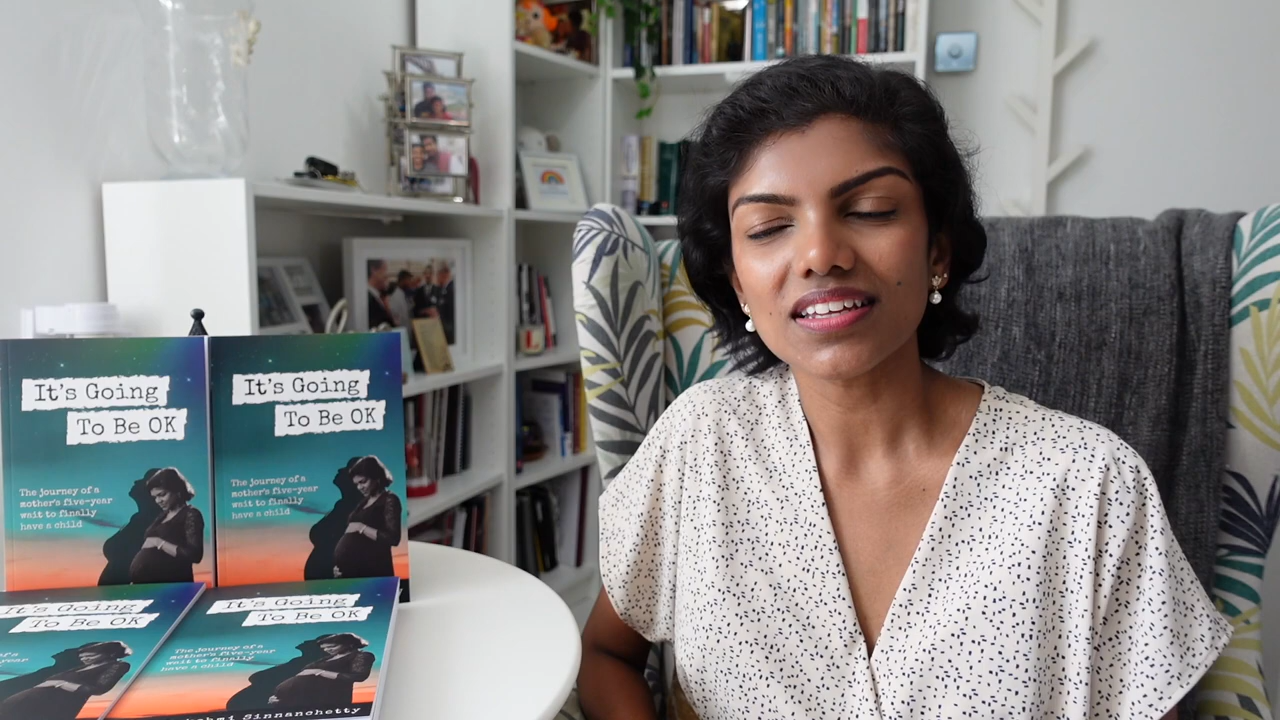 It's Going
To Be OK
The journey of a
mother's five-year
wait to finally
have a child
It's Going
To Be OK
The journey of a
mother's five-year
wait to finally
have a child
It's Going
To Be OK
It's Going
To Be OK
The journey of a
mother's five-year
wait to finally
have a child
Sinnanchetty